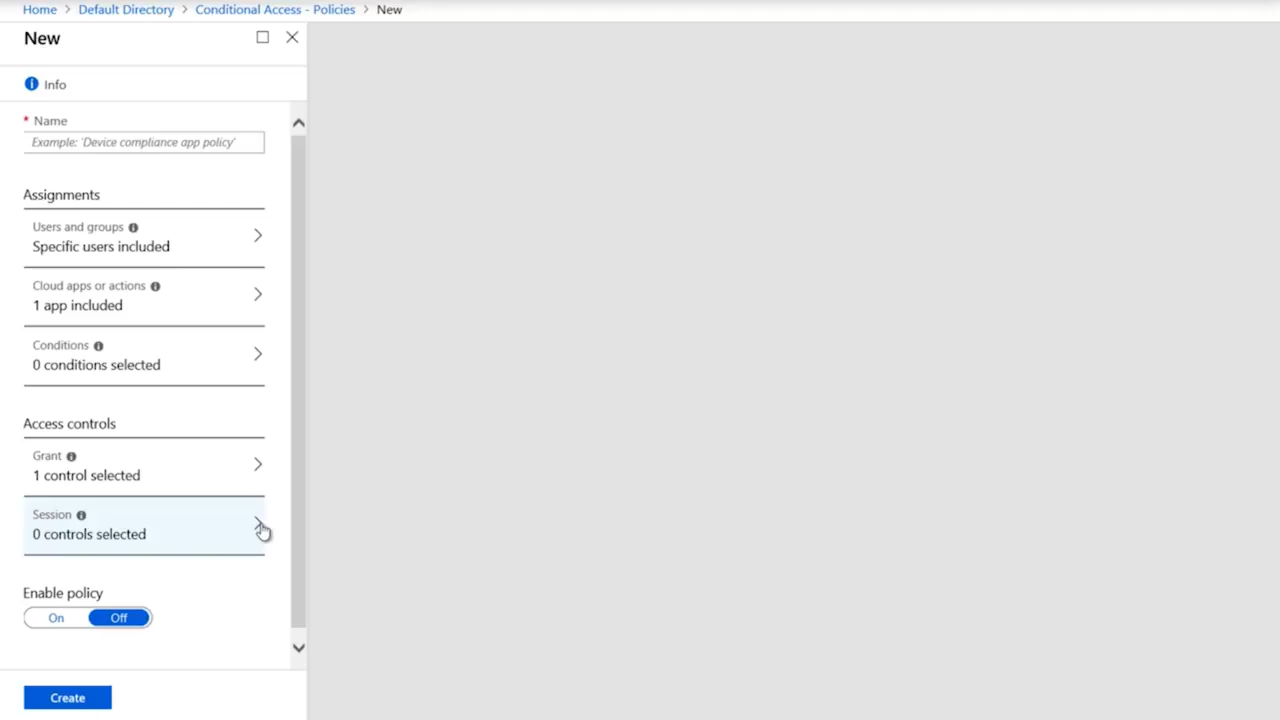 Home > Default Directory > Conditional Access - Policies > New
New
Info
* Name
Example: 'Device compliance app policy'
Assignments
Users and groups
Specific users included
Cloud apps or actions
1 app included
Conditions
0 conditions selected
Access controls
Grant
1 control selected
Session
0 controls selected
Enable policy
On Off
Create